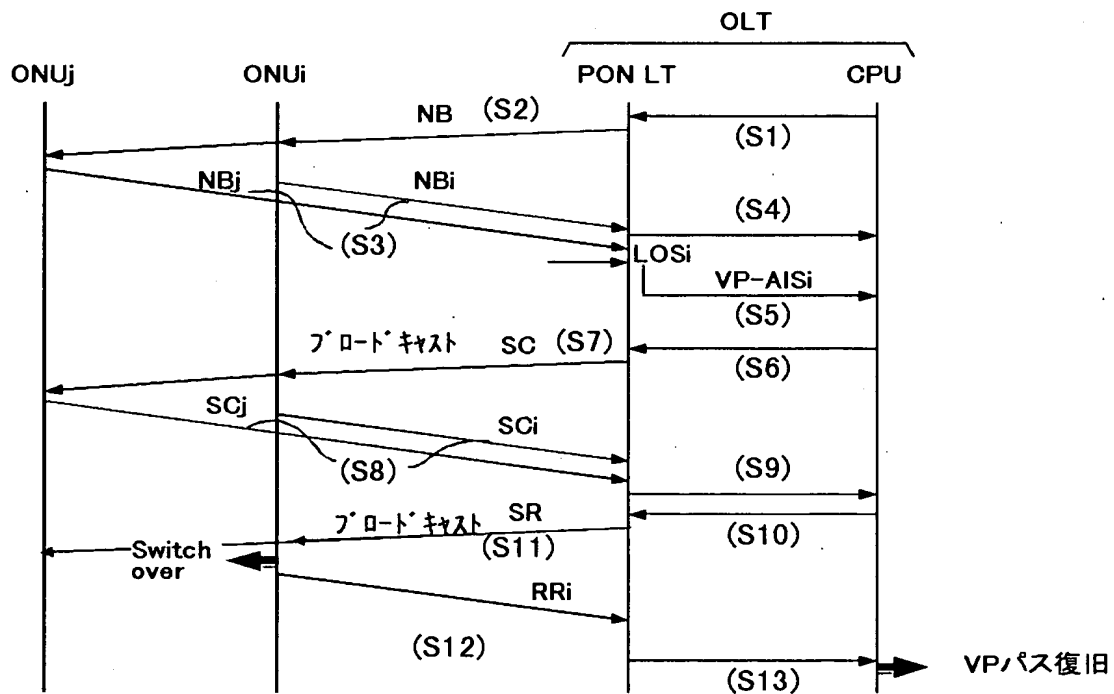 OLT
ONUj
ONUi
PON LT
CPU
NB
(S2)
(S1)
NBj
NBi
(S3)
(S4)
LOSi
VP-AISi
(S5)
ブロードキャスト
SC
(S7)
(S6)
SCj
SCi
(S8)
(S9)
ブロードキャスト
SR
(S11)
(S10)
Switch
over
RRi
(S12)
(S13)
VPパス復旧